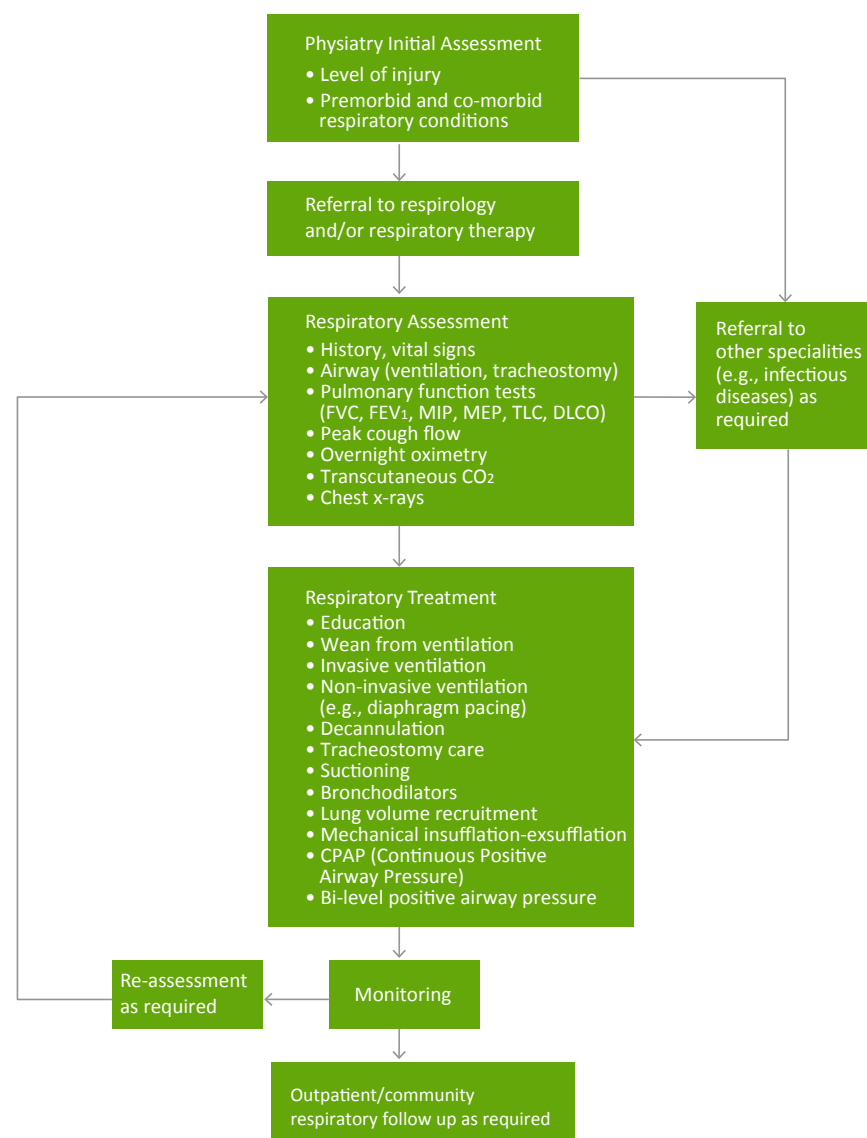 Physiatry Initial Assessment
• Level of injury
• Premorbid and co-morbid
respiratory conditions
Referral to respirology
and/or respiratory therapy
Respiratory Assessment
• History, vital signs
• Airway (ventilation, tracheostomy)
• Pulmonary function tests
(FVC, FEV₁, MIP, MEP, TLC, DLCO)
• Peak cough flow
• Overnight oximetry
• Transcutaneous CO₂
• Chest x-rays
Referral to
other specialities
(e.g., infectious
diseases) as
required
Respiratory Treatment
• Education
• Wean from ventilation
• Invasive ventilation
• Non-invasive ventilation
(e.g., diaphragm pacing)
• Decannulation
• Tracheostomy care
• Suctioning
• Bronchodilators
• Lung volume recruitment
• Mechanical insufflation-exsufflation
• CPAP (Continuous Positive
Airway Pressure)
• Bi-level positive airway pressure
Re-assessment
as required
Monitoring
Outpatient/community
respiratory follow up as required